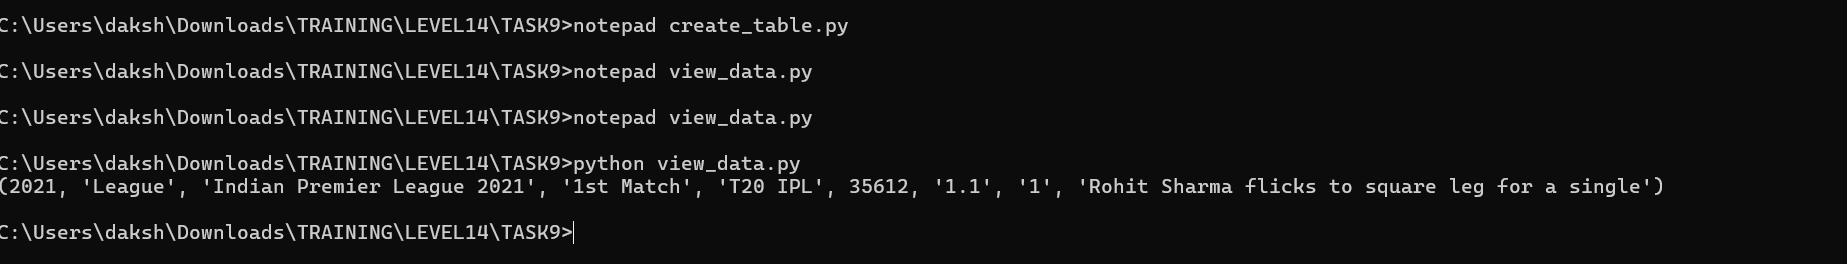 C:\Users\daksh\Downloads\TRAINING\LEVEL14\TASK9>notepad create_table.py
C:\Users\daksh\Downloads\TRAINING\LEVEL14\TASK9>notepad view_data.py
C:\Users\daksh\Downloads\TRAINING\LEVEL14\TASK9>notepad view_data.py
C:\Users\daksh\Downloads\TRAINING\LEVEL14\TASK9>python view_data.py
(2021, 'League', 'Indian Premier League 2021', '1st Match', 'T20 IPL', 35612, '1.1', '1', 'Rohit Sharma flicks to square leg for a single')
C:\Users\daksh\Downloads\TRAINING\LEVEL14\TASK9>